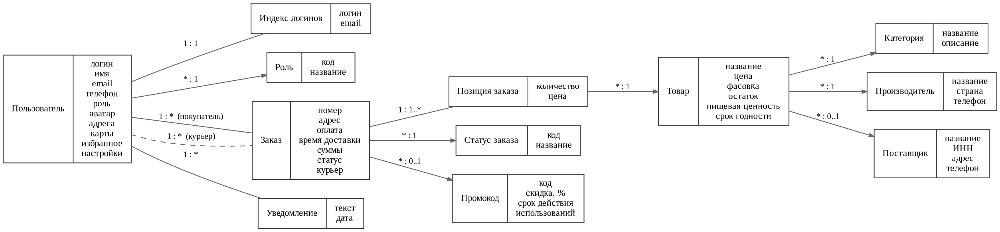 Пользователь
логин
имя
email
телефон
роль
аватар
адреса
карты
избранное
настройки
1 : 1
* : 1
1 : * (покупатель)
1 : * (курьер)
1 : *
Индекс логинов
логин
email
Роль
код
название
Заказ
номер
адрес
оплата
время доставки
суммы
статус
курьер
Уведомление
текст
дата
1 : 1..*
* : 1
* : 0..1
Позиция заказа
количество
цена
Статус заказа
код
название
Промокод
код
скидка, %
срок действия
использований
* : 1
Товар
название
цена
фасовка
остаток
пищевая ценность
срок годности
* : 1
* : 1
* : 0..1
Категория
название
описание
Производитель
название
страна
телефон
Поставщик
название
ИНН
адрес
телефон